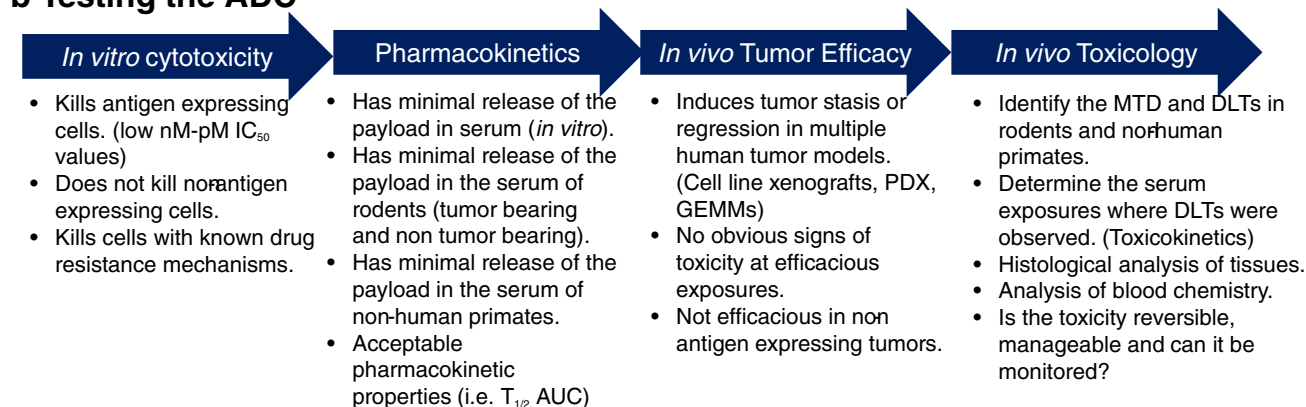 b Testing the ADC
In vitro cytotoxicity
• Kills antigen expressing
cells. (low nM-pM IC50
values)
• Does not kill non-antigen
expressing cells.
• Kills cells with known drug
resistance mechanisms.
Pharmacokinetics
• Has minimal release of the
payload in serum (in vitro).
• Has minimal release of the
payload in the serum of
rodents (tumor bearing
and non tumor bearing).
• Has minimal release of the
payload in the serum of
non-human primates.
• Acceptable
pharmacokinetic
properties (i.e. T1/2, AUC)
In vivo Tumor Efficacy
• Induces tumor stasis or
regression in multiple
human tumor models.
(Cell line xenografts, PDX,
GEMMs)
• No obvious signs of
toxicity at efficacious
exposures.
• Not efficacious in non-
antigen expressing tumors.
In vivo Toxicology
• Identify the MTD and DLTs in
rodents and non-human
primates.
• Determine the serum
exposures where DLTs were
observed. (Toxicokinetics)
• Histological analysis of tissues.
• Analysis of blood chemistry.
• Is the toxicity reversible,
manageable and can it be
monitored?